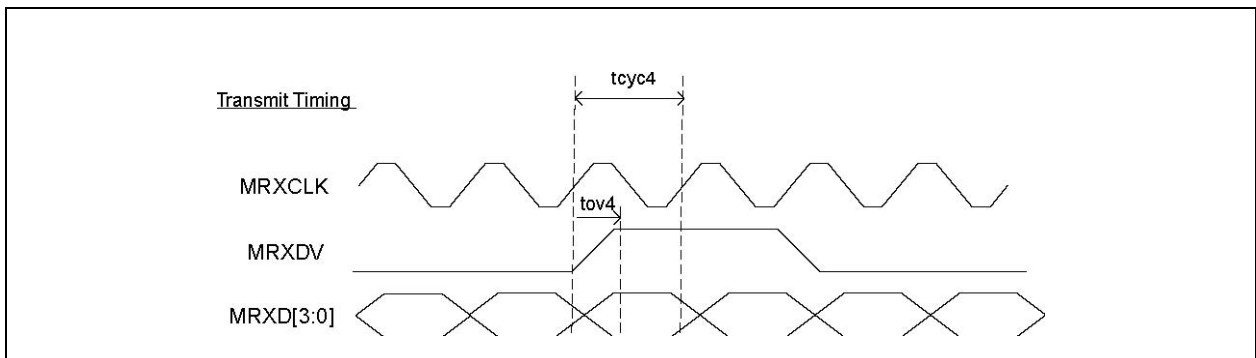 tcyc4
Transmit Timing
MRXCLK
tov4
MRXDV
MRXD[3:0]